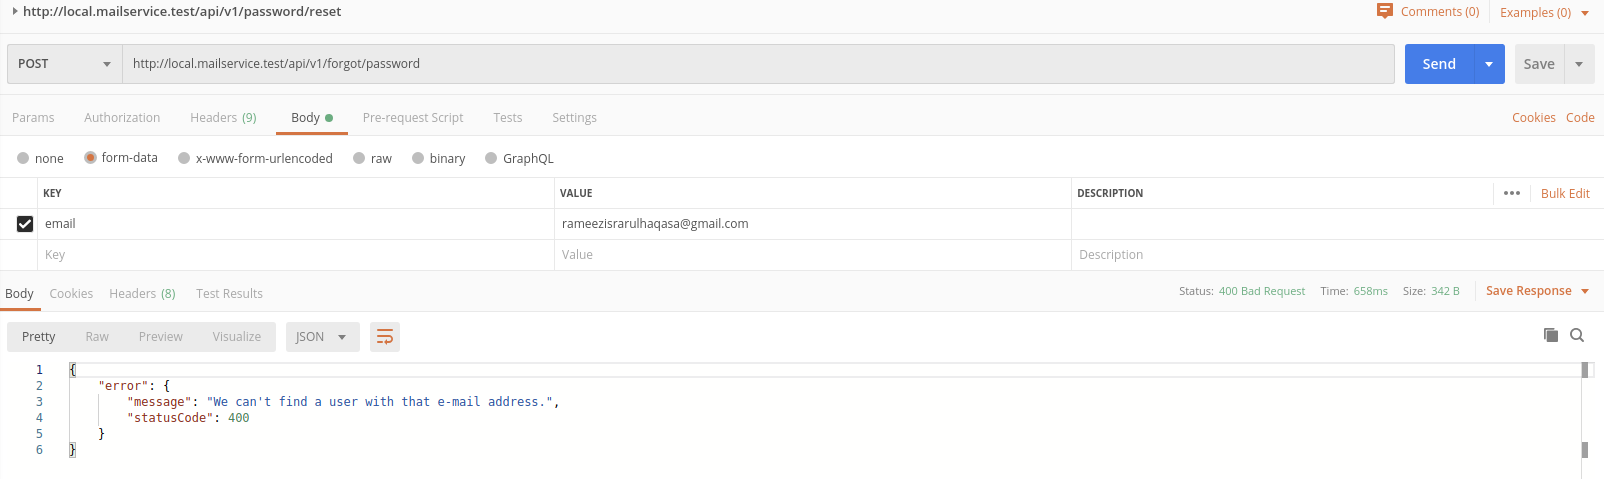 http://local.mailservice.test/api/v1/password/reset Comments (0) Examples (0)
POST http://local.mailservice.test/api/v1/forgot/password Send Save
Params Authorization Headers (9) Body Pre-request Script Tests Settings Cookies Code
none form-data x-www-form-urlencoded raw binary GraphQL
KEY VALUE DESCRIPTION Bulk Edit
email rameezisrarulhaqasa@gmail.com
Key Value Description
Body Cookies Headers (8) Test Results Status: 400 Bad Request Time: 658ms Size: 342 B Save Response
Pretty Raw Preview Visualize JSON
1 {
2 "error": {
3 "message": "We can't find a user with that e-mail address.",
4 "statusCode": 400
5 }
6 }